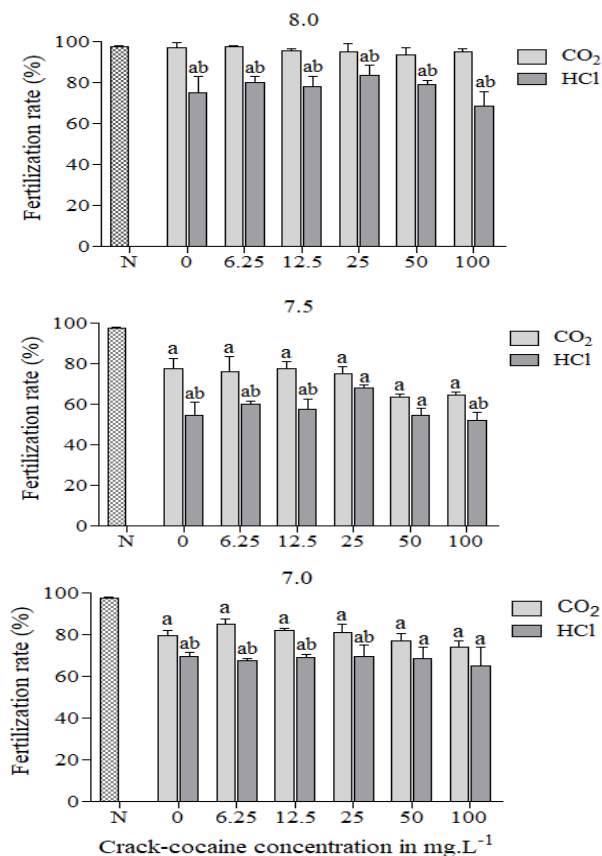 8.0
Fertilization rate (%)
100
80
60
40
20
0
ab ab ab ab ab ab
N 0 6.25 12.5 25 50 100
CO₂
HCl
7.5
Fertilization rate (%)
100
80
60
40
20
0
a a a a a a
ab ab ab a a ab
N 0 6.25 12.5 25 50 100
CO₂
HCl
7.0
Fertilization rate (%)
100
80
60
40
20
0
a a a a a a
ab ab ab ab a a
N 0 6.25 12.5 25 50 100
CO₂
HCl
Crack-cocaine concentration in mg.L⁻¹